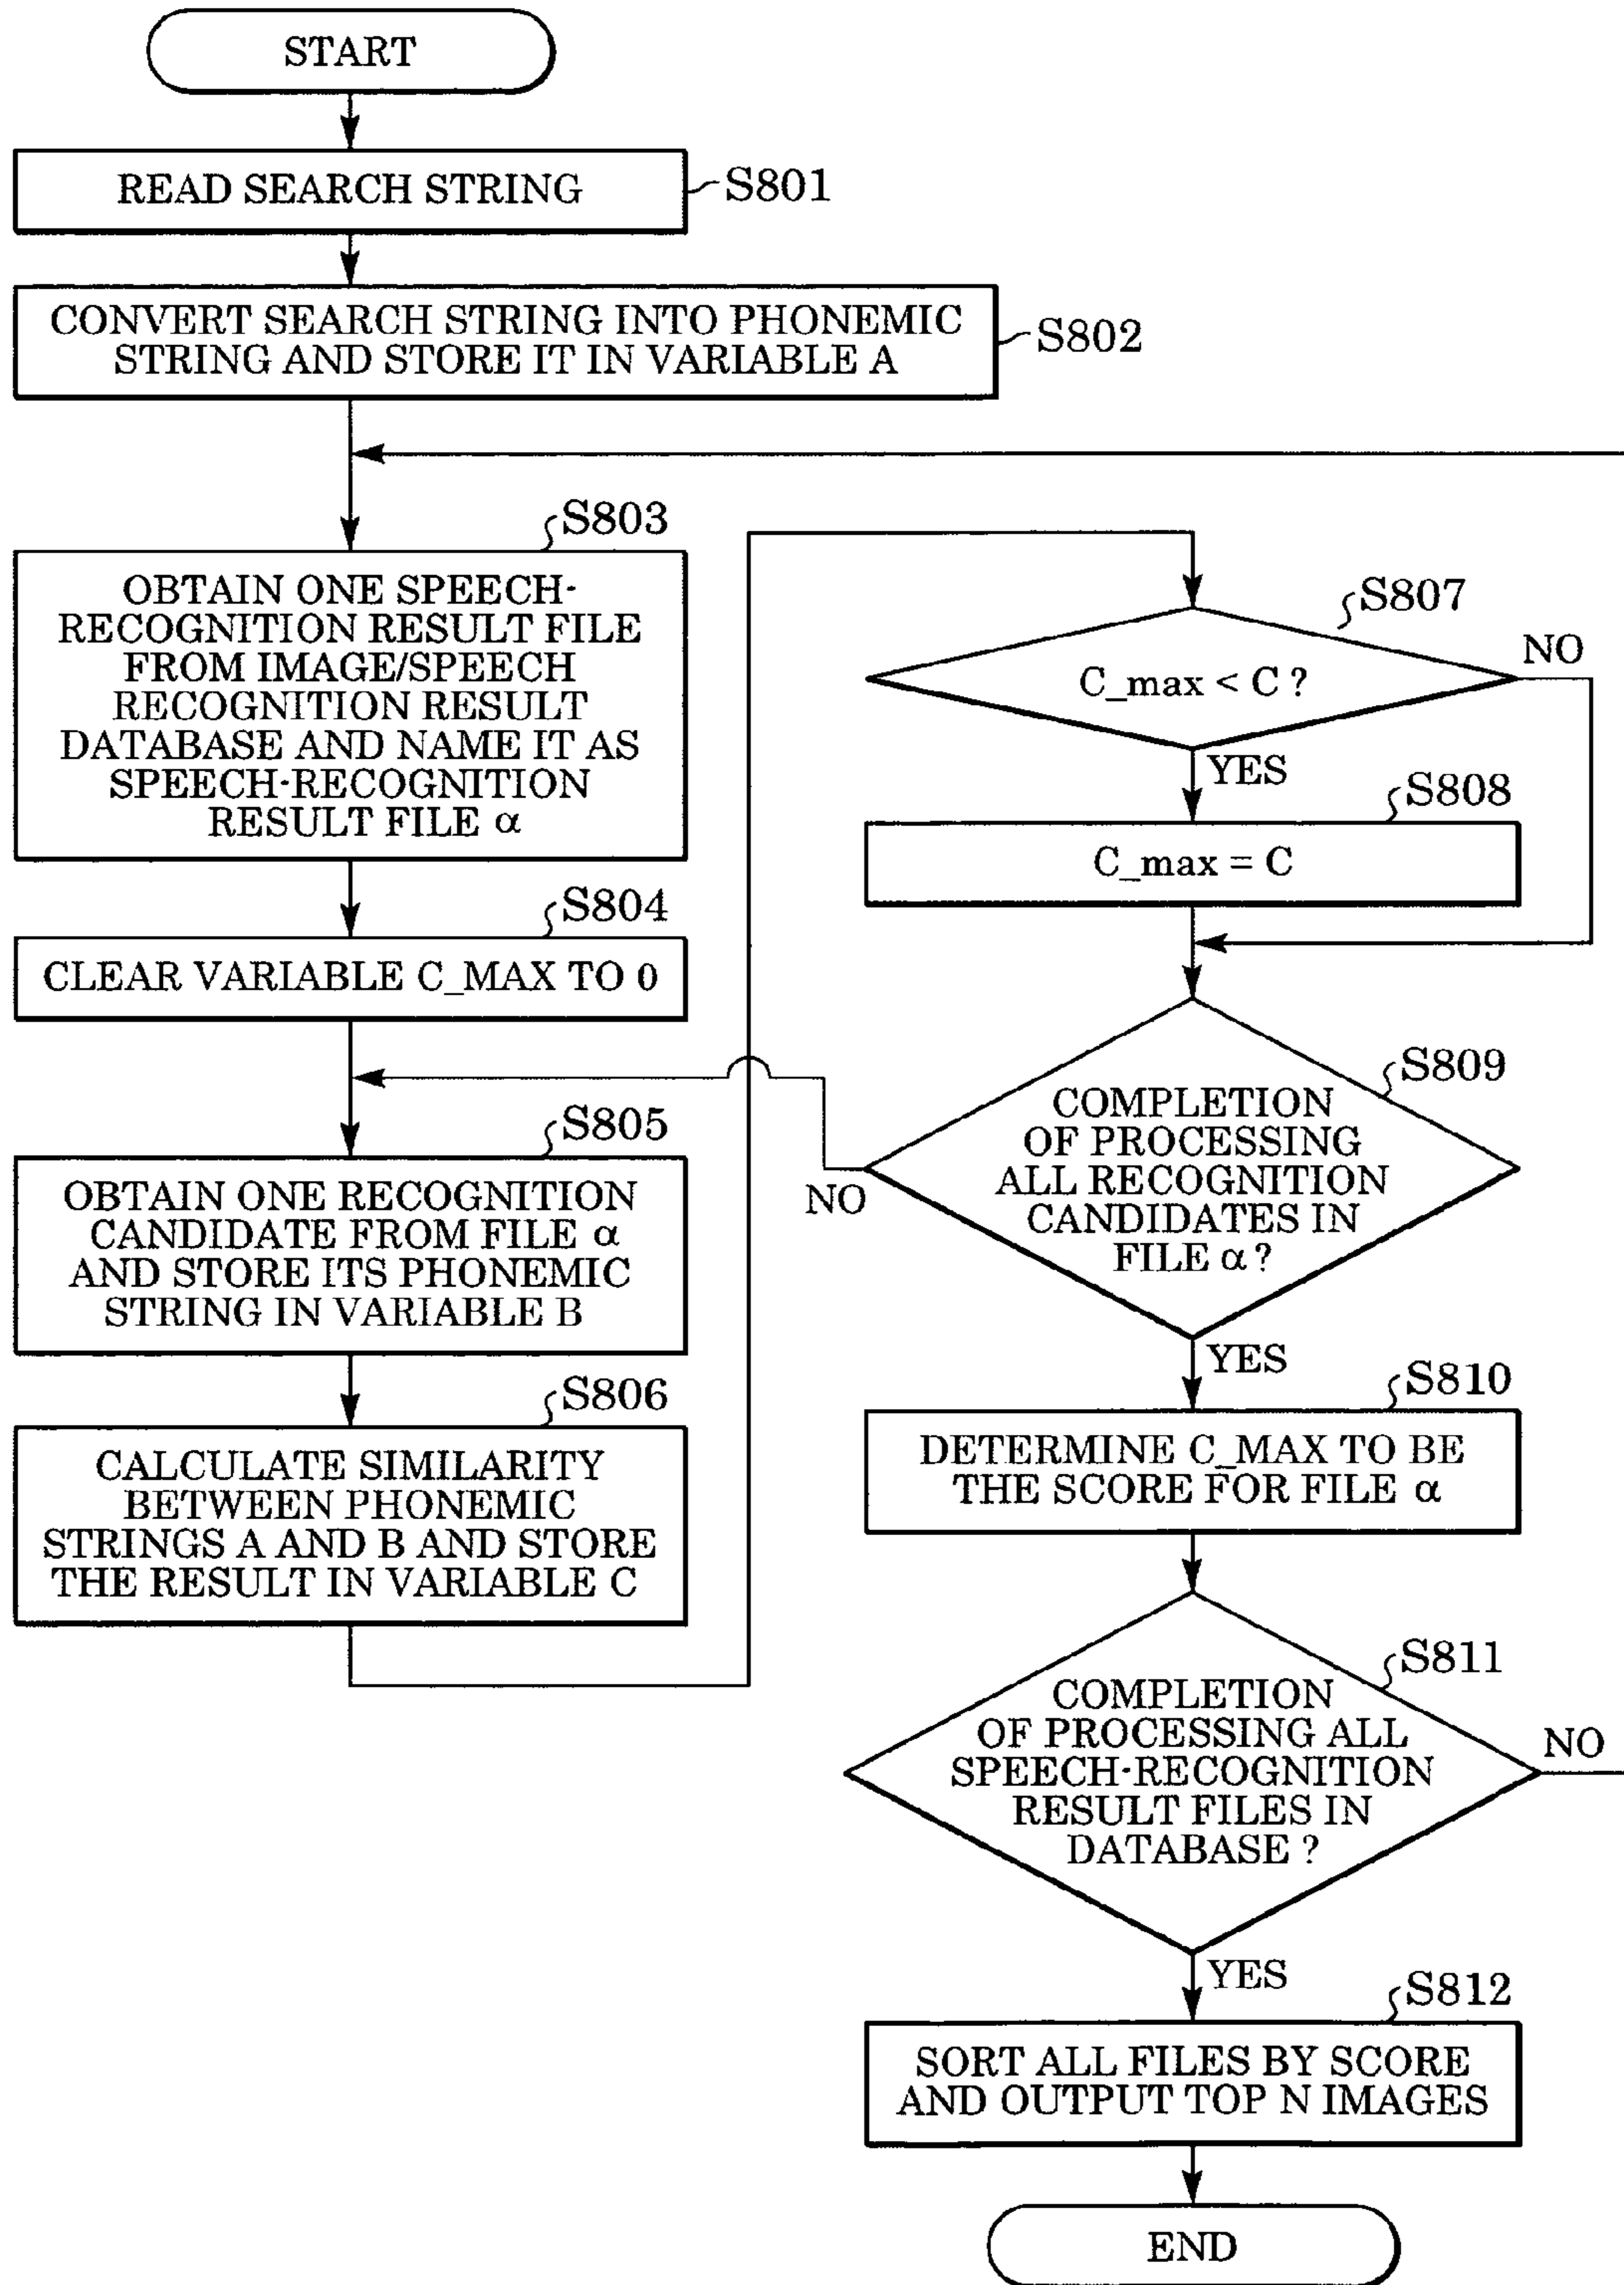 START
READ SEARCH STRING
S801
CONVERT SEARCH STRING INTO PHONEMIC
STRING AND STORE IT IN VARIABLE A
S802
S803
OBTAIN ONE SPEECH-
RECOGNITION RESULT FILE
FROM IMAGE/SPEECH
RECOGNITION RESULT
DATABASE AND NAME IT AS
SPEECH-RECOGNITION
RESULT FILE α
S804
CLEAR VARIABLE C_MAX TO 0
S805
OBTAIN ONE RECOGNITION
CANDIDATE FROM FILE α
AND STORE ITS PHONEMIC
STRING IN VARIABLE B
S806
CALCULATE SIMILARITY
BETWEEN PHONEMIC
STRINGS A AND B AND STORE
THE RESULT IN VARIABLE C
S807
C_max < C ?
NO
YES
S808
C_max = C
S809
COMPLETION
OF PROCESSING
ALL RECOGNITION
CANDIDATES IN
FILE α ?
NO
YES
S810
DETERMINE C_MAX TO BE
THE SCORE FOR FILE α
S811
COMPLETION
OF PROCESSING ALL
SPEECH-RECOGNITION
RESULT FILES IN
DATABASE ?
NO
YES
S812
SORT ALL FILES BY SCORE
AND OUTPUT TOP N IMAGES
END